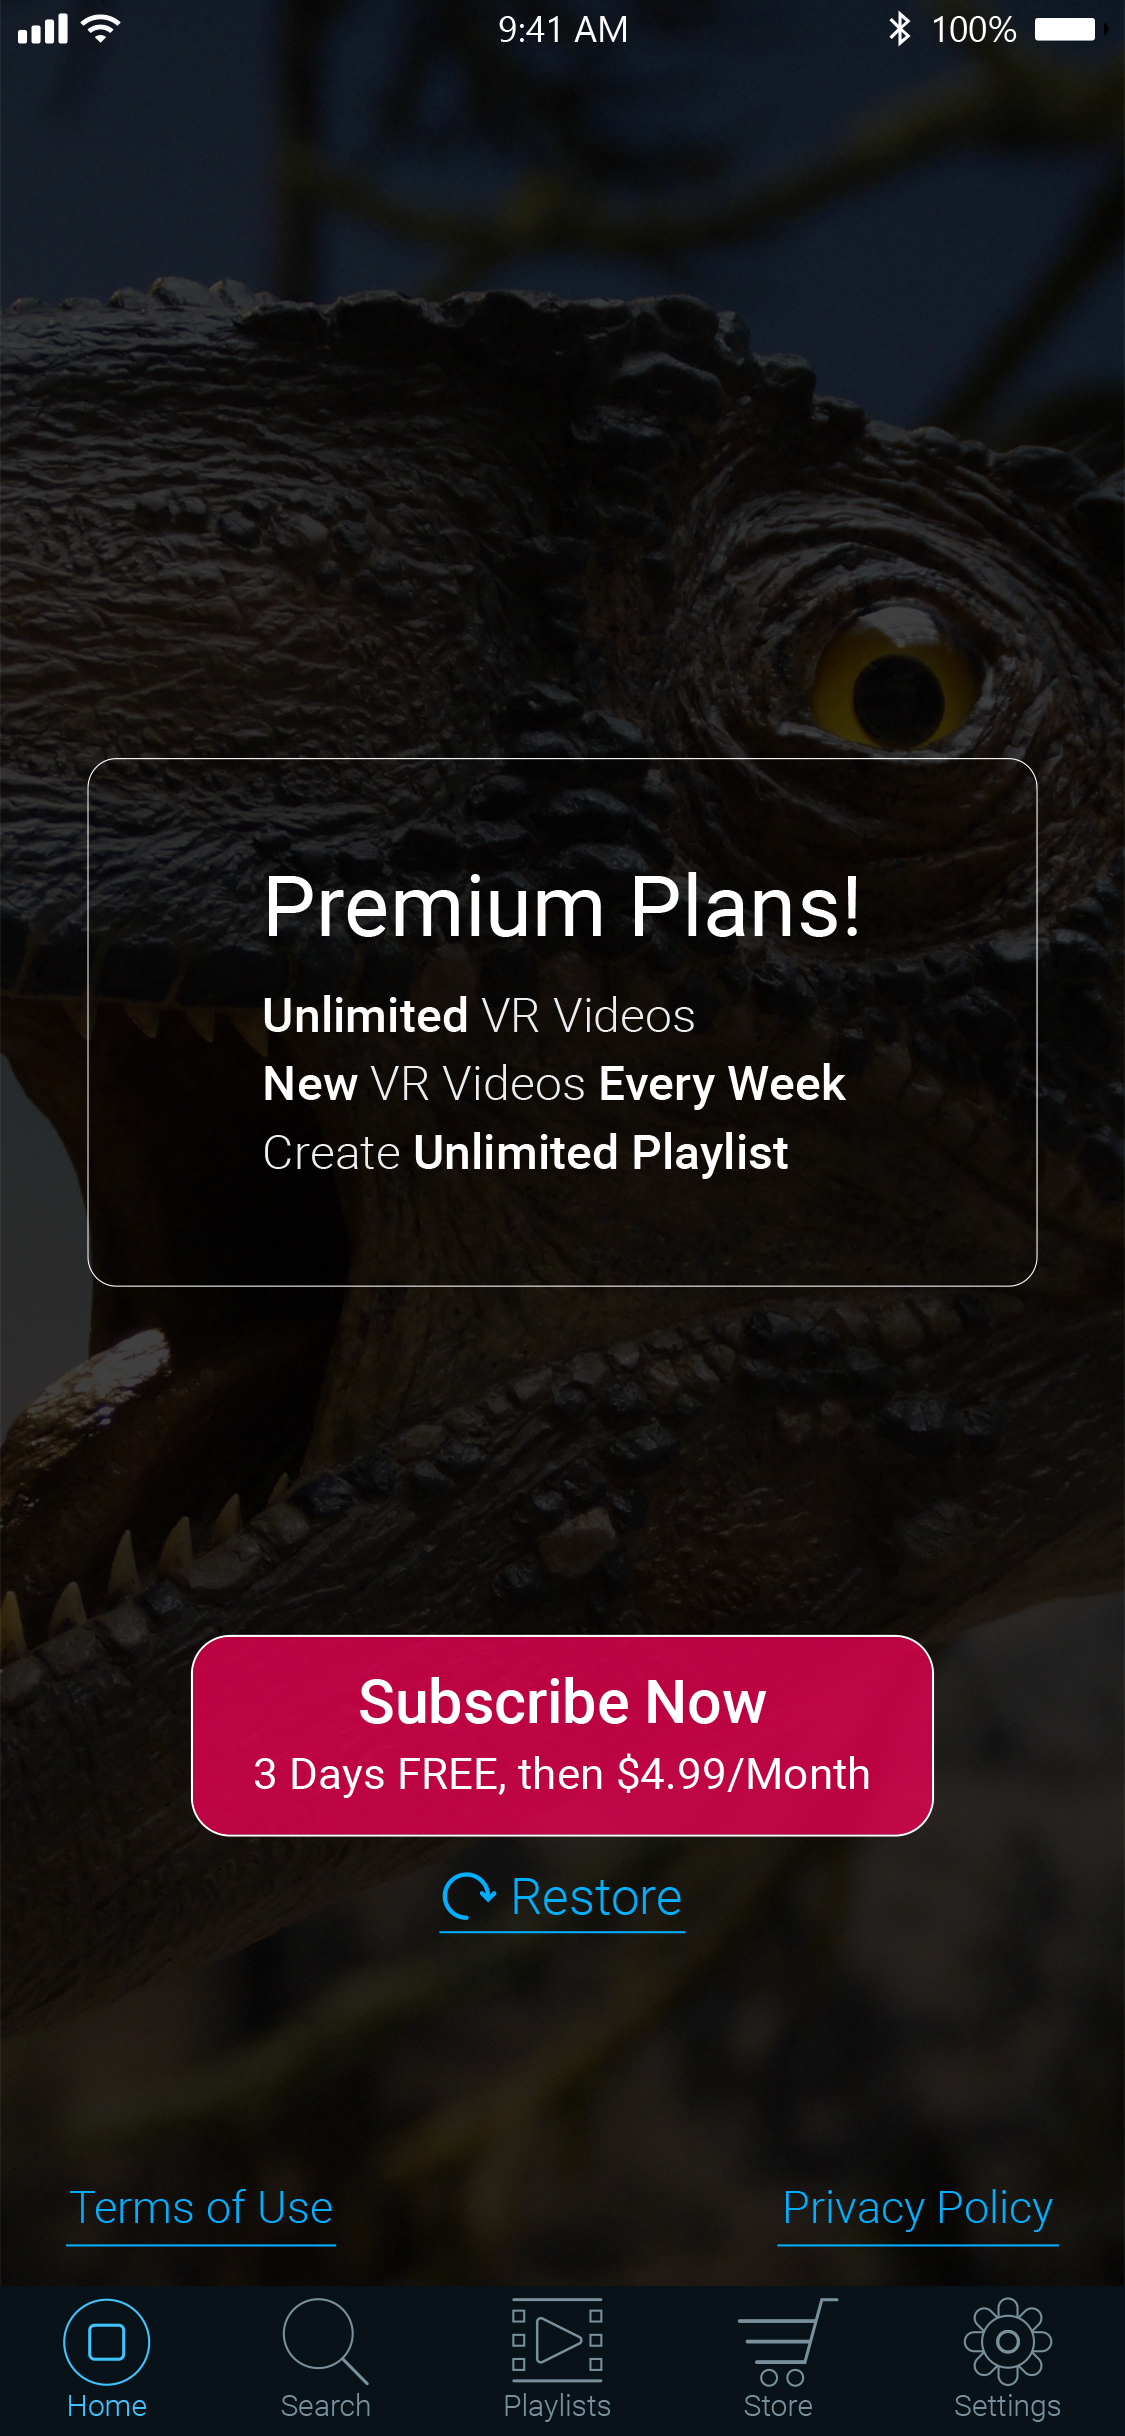 9:41 AM
100%
Premium Plans!
Unlimited VR Videos
New VR Videos Every Week
Create Unlimited Playlist
Subscribe Now
3 Days FREE, then $4.99/Month
Restore
Terms of Use
Privacy Policy
Home
Search
Playlists
Store
Settings